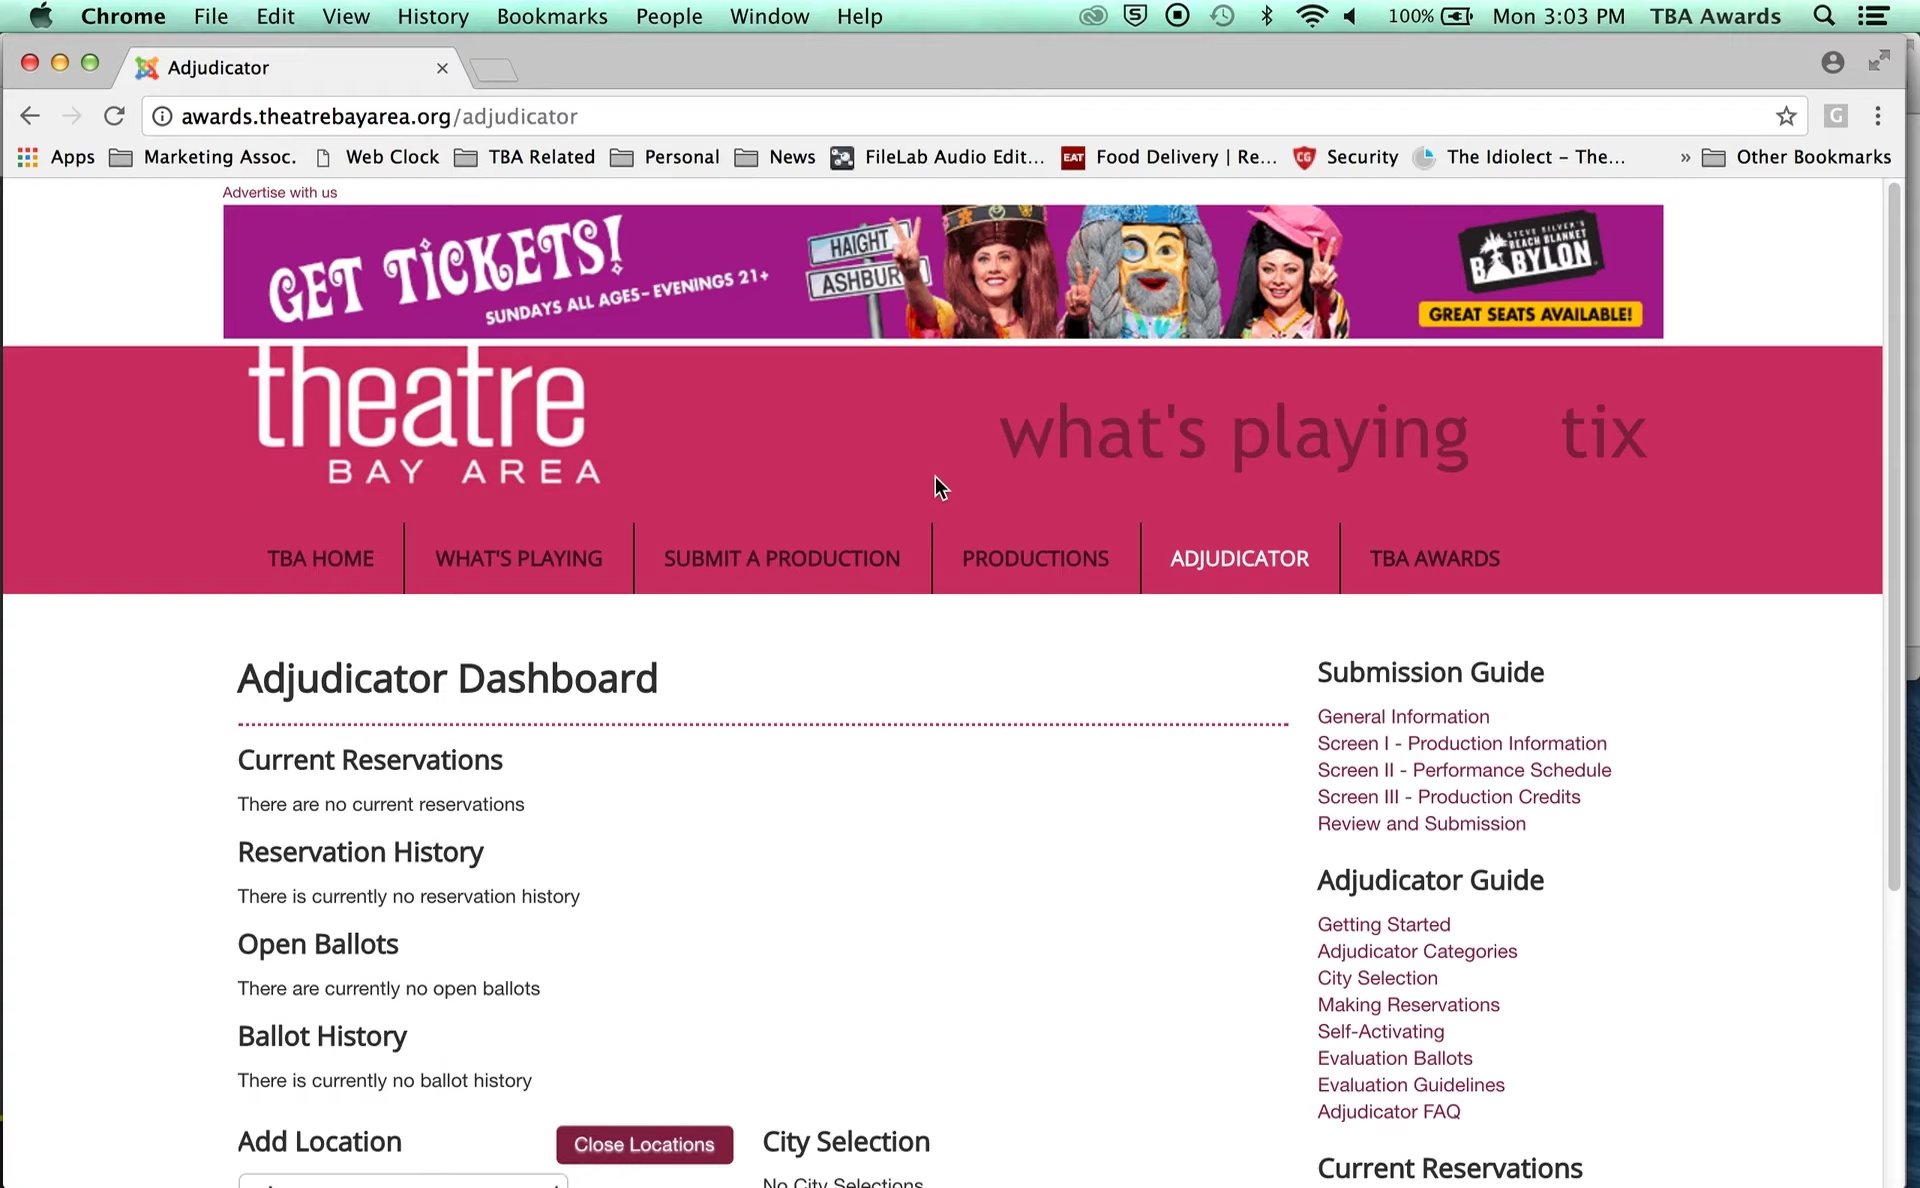 Chrome File Edit View History Bookmarks People Window Help 100% Mon 3:03 PM TBA Awards
Adjudicator
awards.theatrebayarea.org/adjudicator
Apps Marketing Assoc. Web Clock TBA Related Personal News FileLab Audio Edit... EAT Food Delivery | Re... CG Security The Idiolect – The... » Other Bookmarks
Advertise with us
GET TICKETS!
SUNDAYS ALL AGES- EVENINGS 21+
HAIGHT
ASHBUR
STEVE SILVER'S
BEACH BLANKET
BABYLON
GREAT SEATS AVAILABLE!
theatre
BAY AREA
what's playing tix
TBA HOME WHAT'S PLAYING SUBMIT A PRODUCTION PRODUCTIONS ADJUDICATOR TBA AWARDS
Adjudicator Dashboard
Current Reservations
There are no current reservations
Reservation History
There is currently no reservation history
Open Ballots
There are currently no open ballots
Ballot History
There is currently no ballot history
Add Location Close Locations
City Selection
No City Selections
Submission Guide
General Information
Screen I - Production Information
Screen II - Performance Schedule
Screen III - Production Credits
Review and Submission
Adjudicator Guide
Getting Started
Adjudicator Categories
City Selection
Making Reservations
Self-Activating
Evaluation Ballots
Evaluation Guidelines
Adjudicator FAQ
Current Reservations